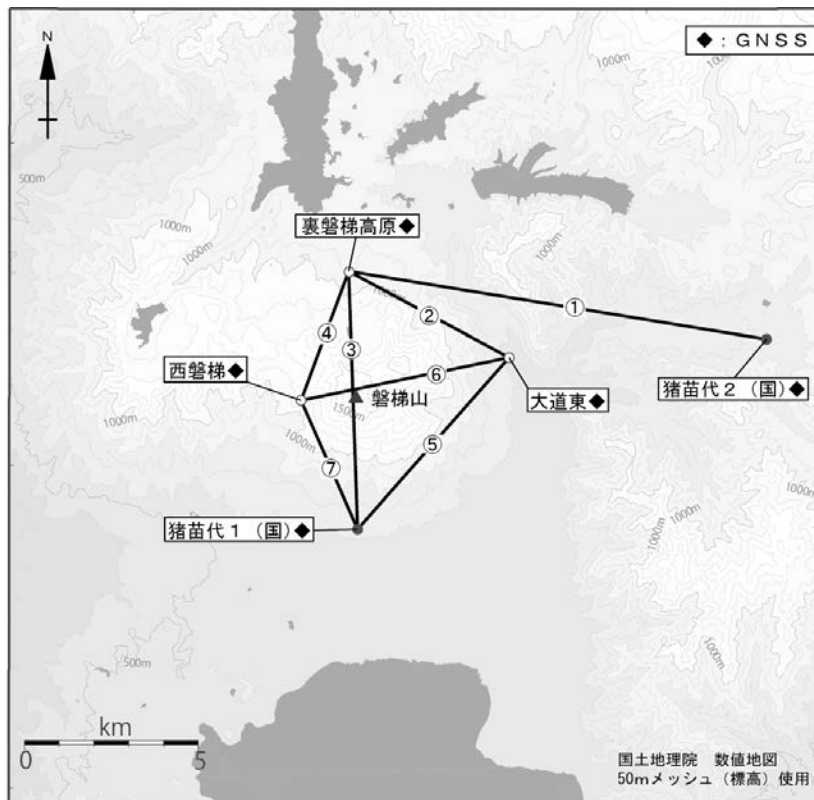 N
◆：ＧＮＳＳ
1000m
1000m
500m
1000m
裏磐梯高原◆
1000m
1000m
①
②
④
③
西磐梯◆
⑥
猪苗代２（国）◆
磐梯山
大道東◆
1500m
1000m
1000m
⑤
⑦
1000m
1000m
猪苗代１（国）◆
1000m
500m
1000m
km
0
5
国土地理院　数値地図
50mメッシュ（標高）使用